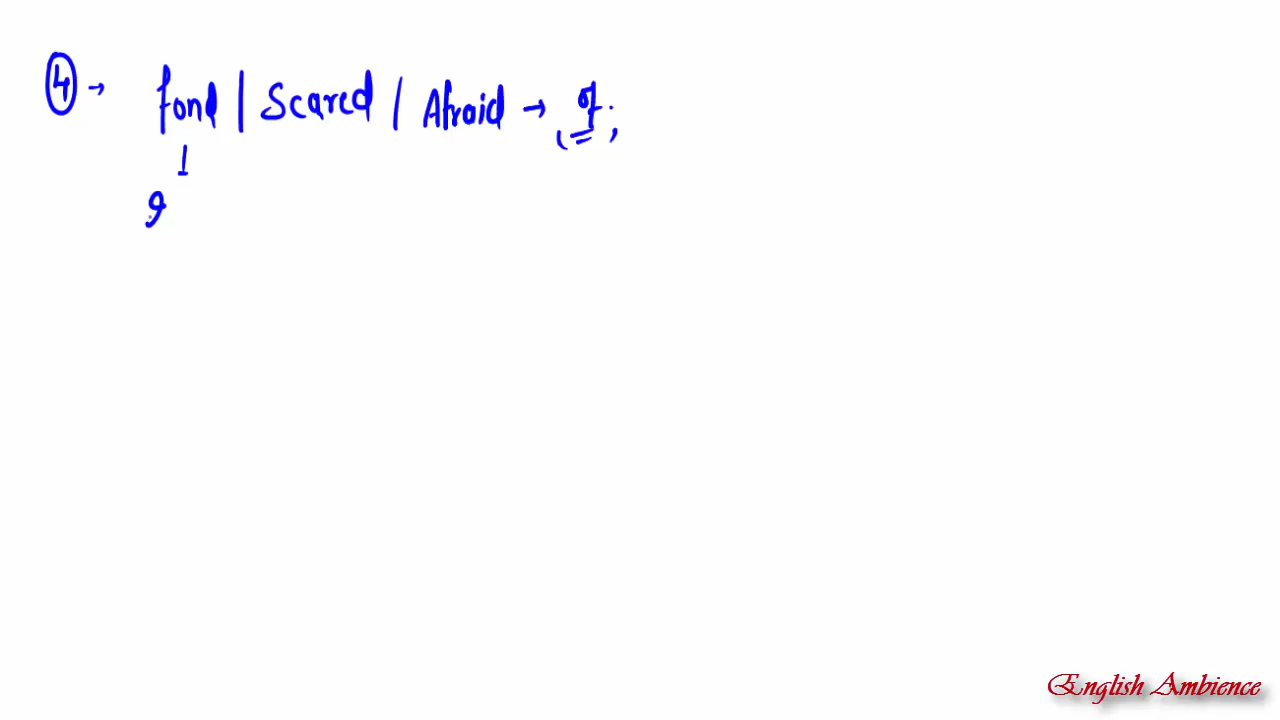 ④ → fond | Scared | Afraid → of
English Ambience